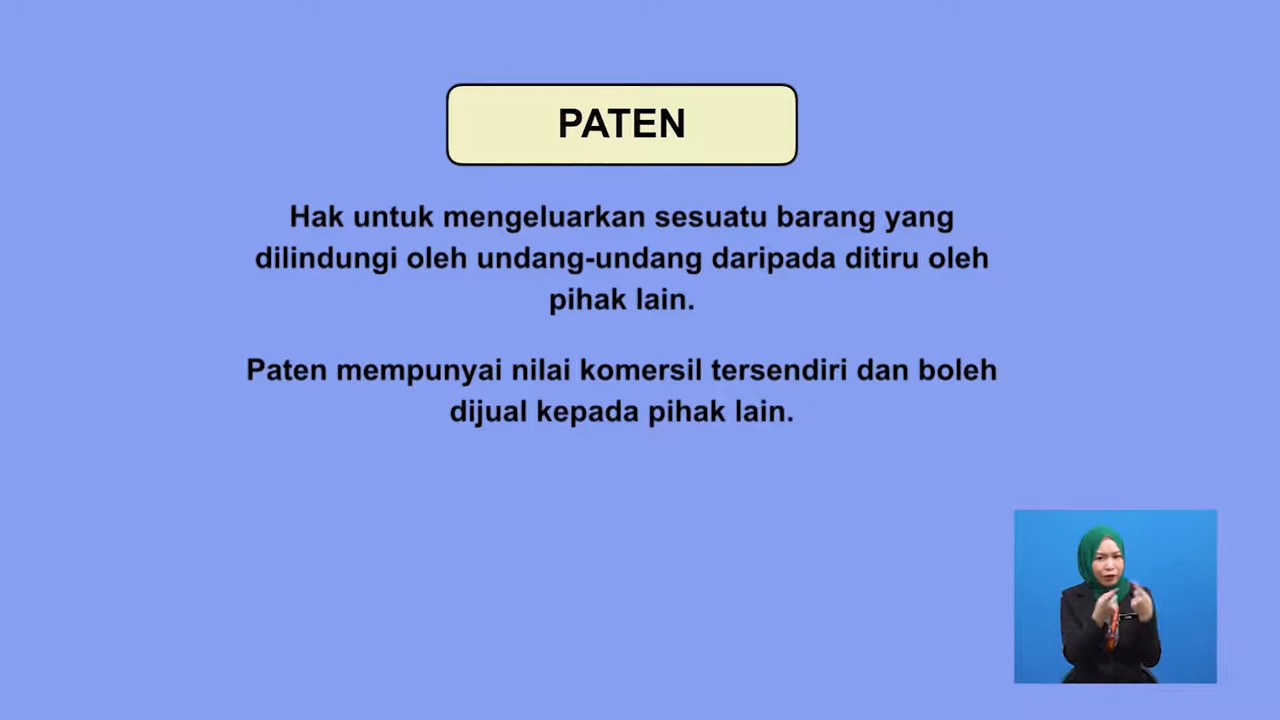 PATEN
Hak untuk mengeluarkan sesuatu barang yang
dilindungi oleh undang-undang daripada ditiru oleh
pihak lain.
Paten mempunyai nilai komersil tersendiri dan boleh
dijual kepada pihak lain.